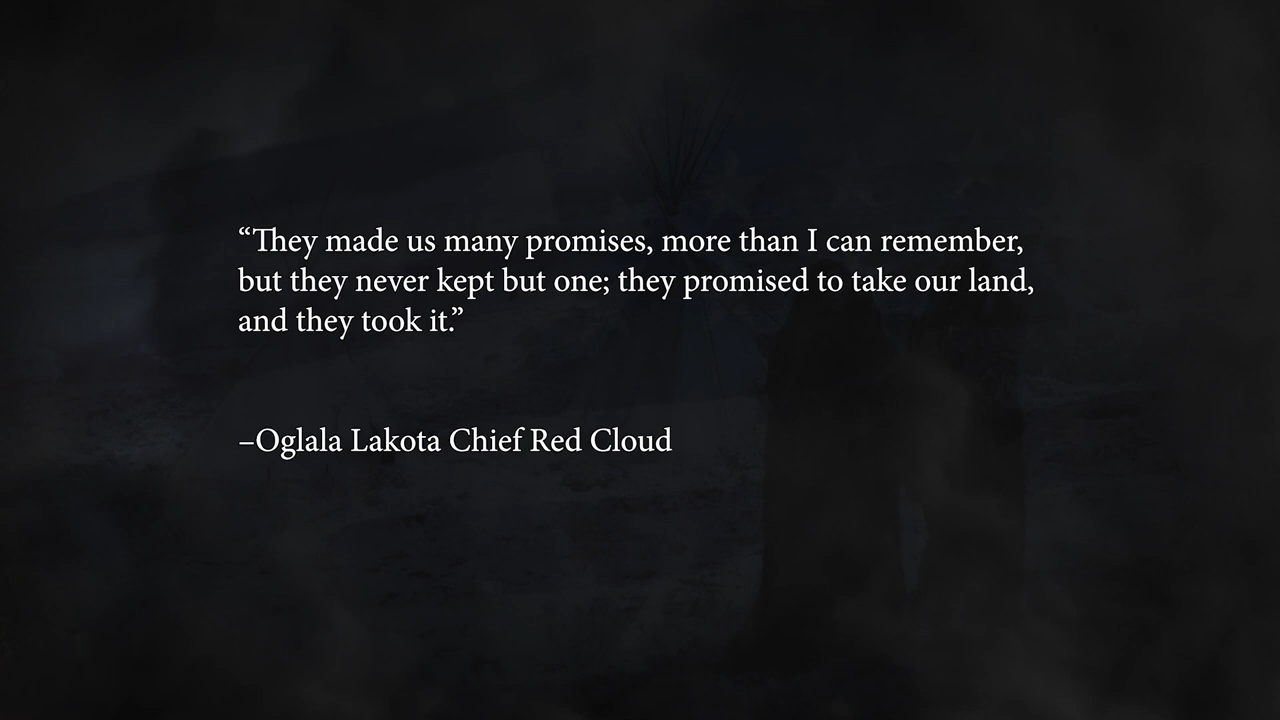 “They made us many promises, more than I can remember,
but they never kept but one; they promised to take our land,
and they took it.”
–Oglala Lakota Chief Red Cloud